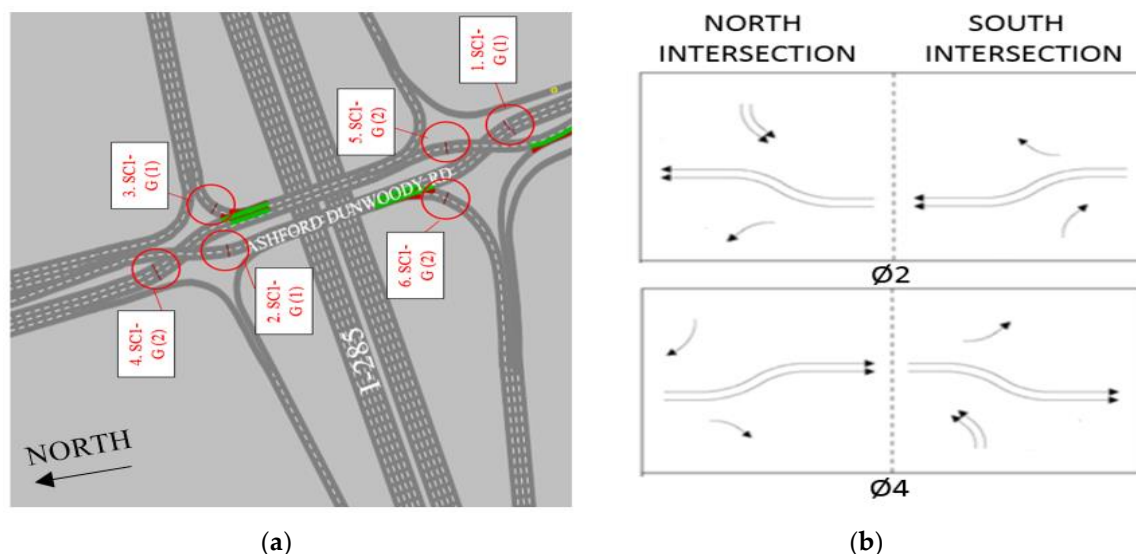 1. SC1-
G (1)
5. SC1-
G (2)
3. SC1-
G (1)
ASHFORD DUNWOODY RD
4. SC1-
G (2)
2. SC1-
G (1)
6. SC1-
G (2)
I-285
NORTH
(a)
NORTH
INTERSECTION
SOUTH
INTERSECTION
Ø2
Ø4
(b)